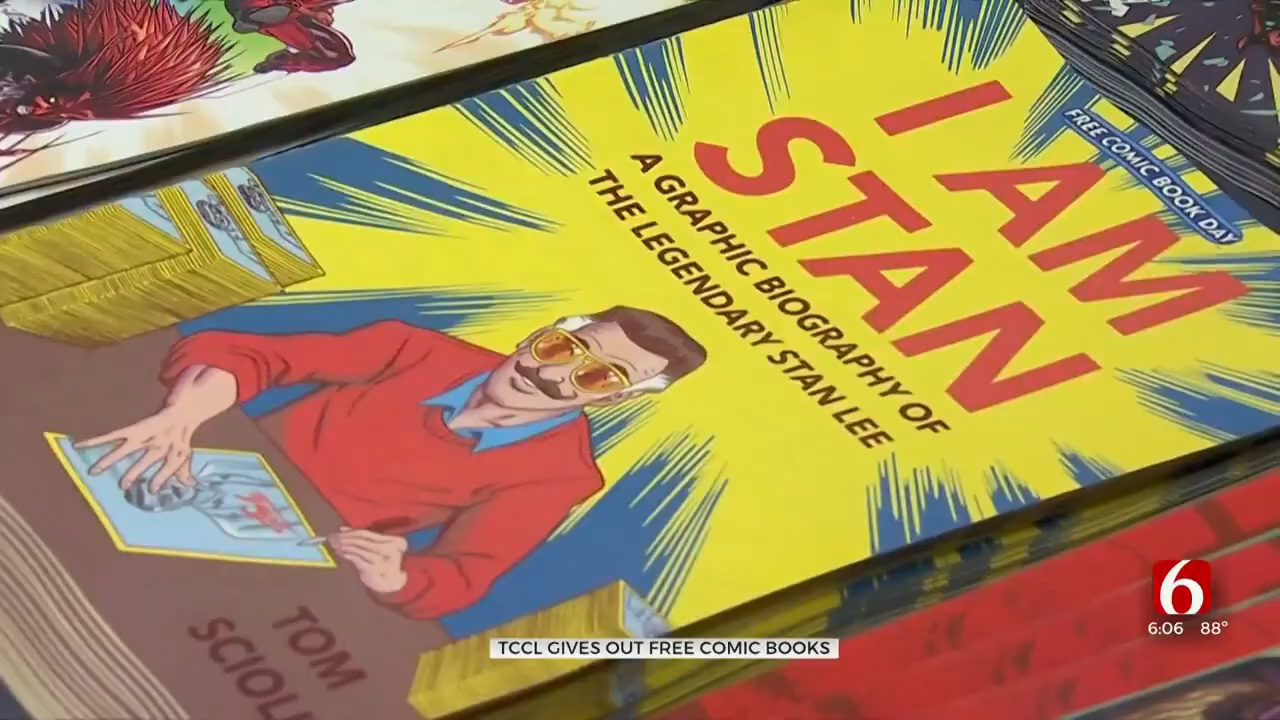 I AM
STAN
FREE COMIC BOOK DAY
A GRAPHIC BIOGRAPHY OF
THE LEGENDARY STAN LEE
TOM
TCCL GIVES OUT FREE COMIC BOOKS
6
6:06 88°